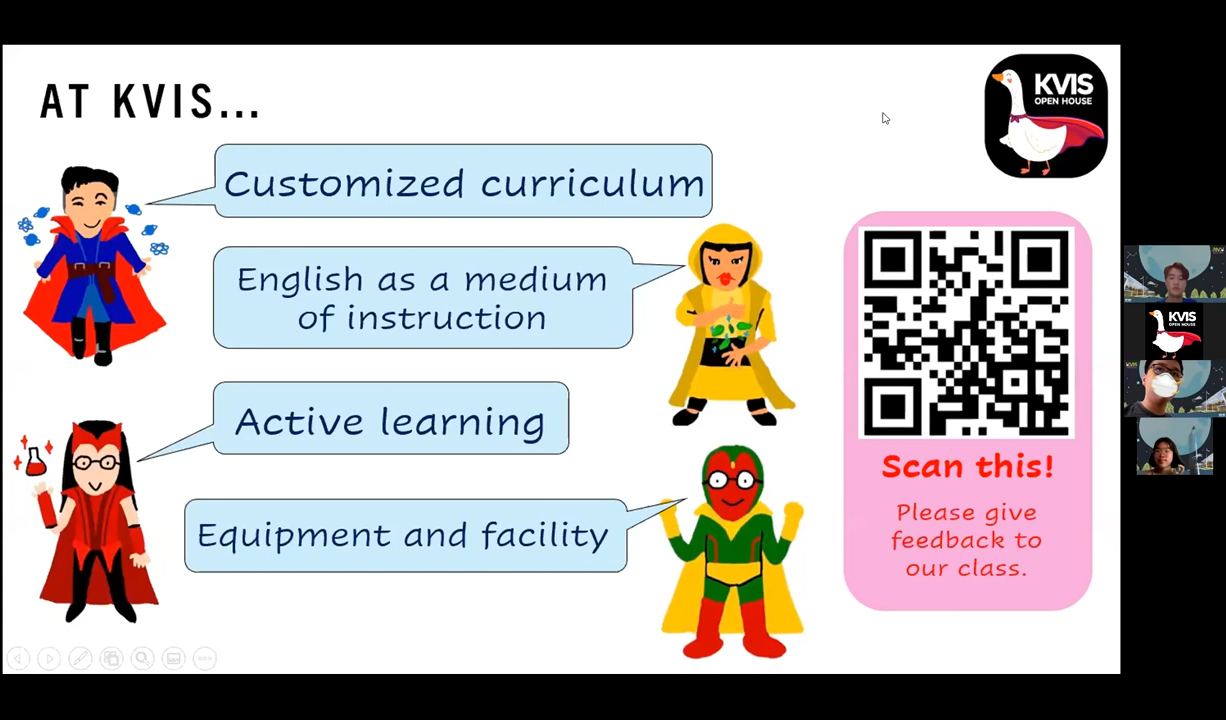 AT KVIS...
KVIS
OPEN HOUSE
Customized curriculum
English as a medium
of instruction
Active learning
Equipment and facility
Scan this!
Please give
feedback to
our class.
KVIS
OPEN HOUSE